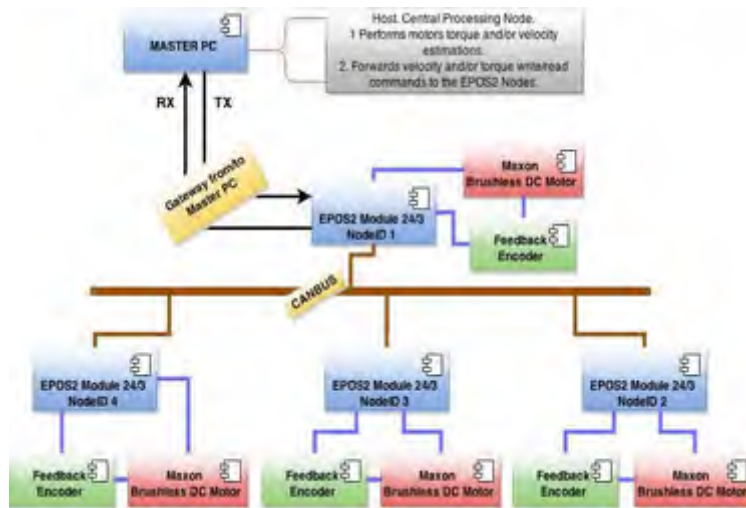 Host. Central Processing Node.
1 Performs motors torque and/or velocity
estimations.
2. Forwards velocity and/or torque write/read
commands to the EPOS2 Nodes.
MASTER PC
RX
TX
Gateway from/to
Master PC
Maxon
Brushless DC Motor
EPOS2 Module 24/3
NodeID 1
Feedback
Encoder
CANBUS
EPOS2 Module 24/3
NodeID 4
EPOS2 Module 24/3
NodeID 3
EPOS2 Module 24/3
NodeID 2
Feedback
Encoder
Maxon
Brushless DC Motor
Feedback
Encoder
Maxon
Brushless DC Motor
Feedback
Encoder
Maxon
Brushless DC Motor